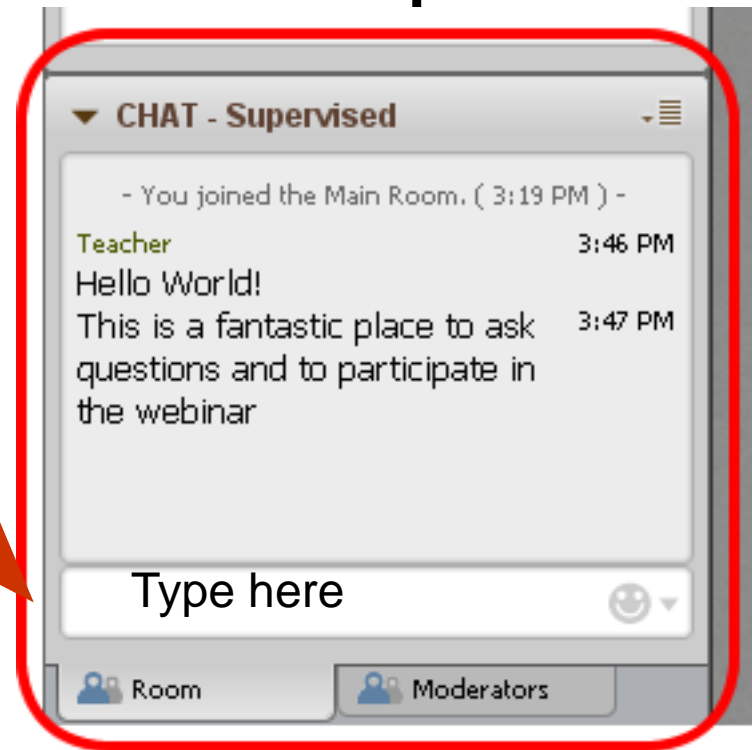 CHAT - Supervised
- You joined the Main Room. ( 3:19 PM ) -
Teacher 3:46 PM
Hello World!
This is a fantastic place to ask 3:47 PM
questions and to participate in
the webinar
Type here
Room Moderators